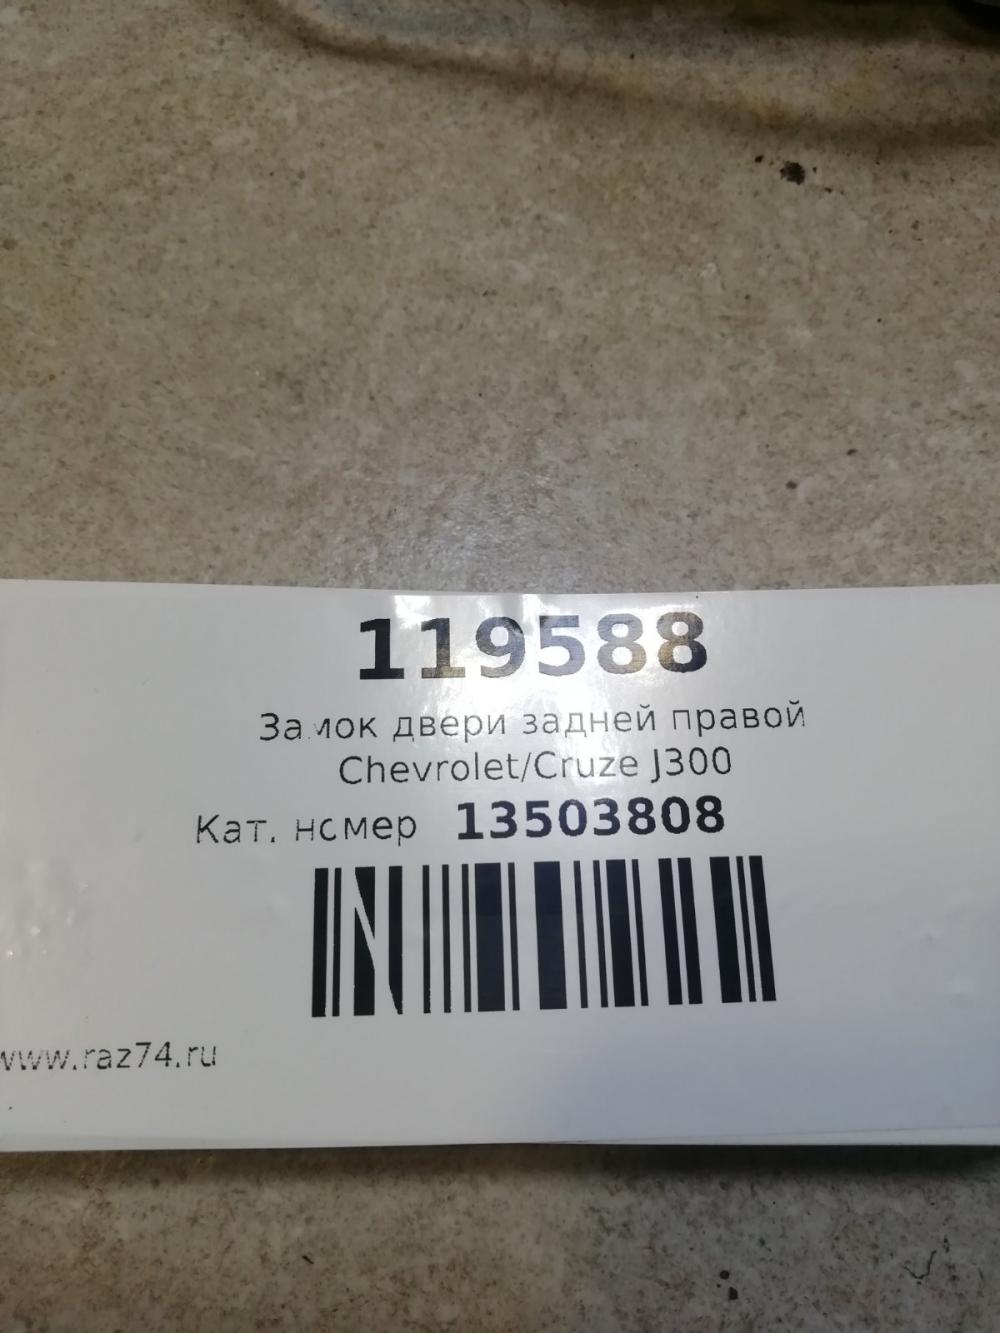 119588
Замок двери задней правой
Chevrolet/Cruze J300
Кат. номер 13503808
www.raz74.ru